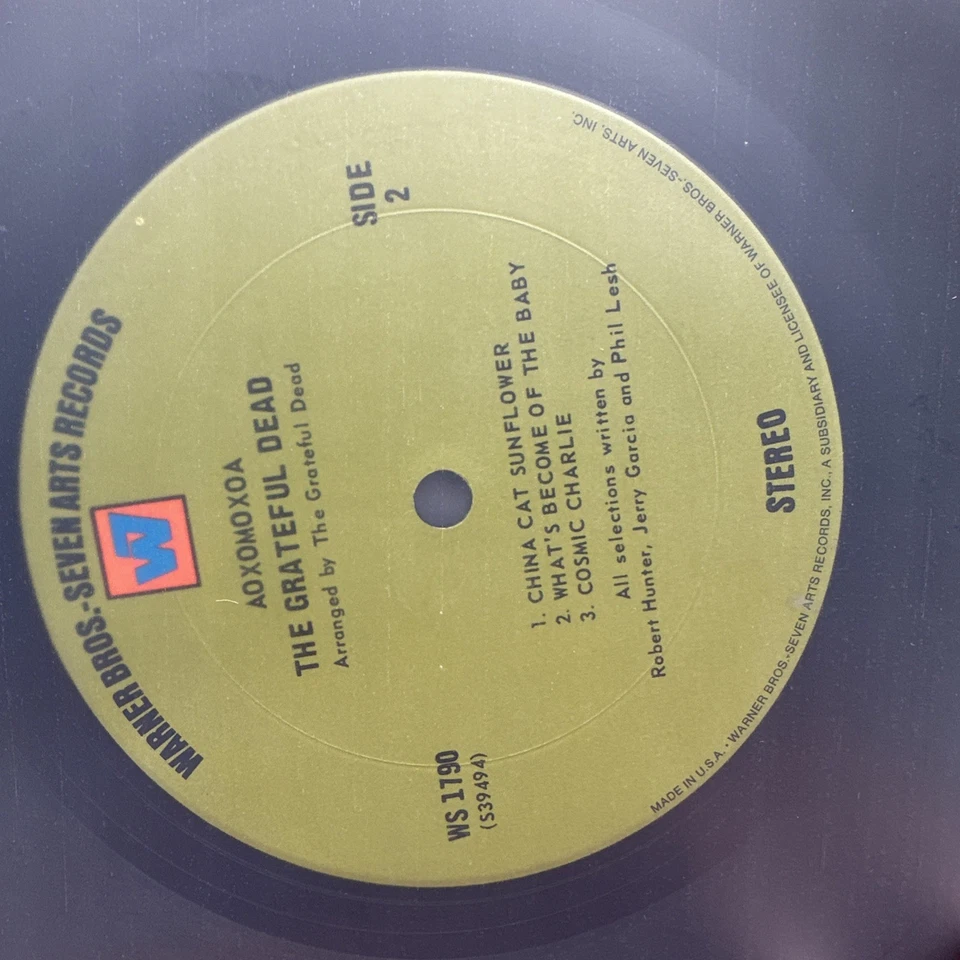 WARNER BROS.-SEVEN ARTS RECORDS
W7
AOXOMOXOA
THE GRATEFUL DEAD
Arranged by The Grateful Dead
WS 1790
(S39494)
SIDE
2
1. CHINA CAT SUNFLOWER
2. WHAT'S BECOME OF THE BABY
3. COSMIC CHARLIE
All selections written by
Robert Hunter, Jerry Garcia and Phil Lesh
STEREO
MADE IN U.S.A. • WARNER BROS.-SEVEN ARTS RECORDS, INC., A SUBSIDIARY AND LICENSEE OF WARNER BROS.-SEVEN ARTS, INC.